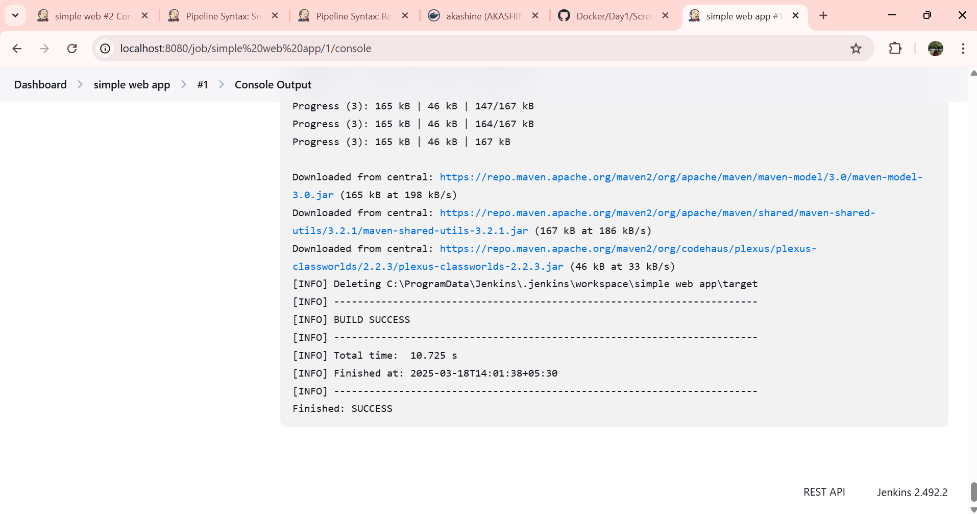 simple web #2 Con
Pipeline Syntax: Sn
Pipeline Syntax: Re
akashine (AKASHIN
Docker/Day1/Scree
simple web app #1
localhost:8080/job/simple%20web%20app/1/console
Dashboard > simple web app > #1 > Console Output
Progress (3): 165 kB | 46 kB | 147/167 kB
Progress (3): 165 kB | 46 kB | 164/167 kB
Progress (3): 165 kB | 46 kB | 167 kB
Downloaded from central: https://repo.maven.apache.org/maven2/org/apache/maven/maven-model/3.0/maven-model-
3.0.jar (165 kB at 198 kB/s)
Downloaded from central: https://repo.maven.apache.org/maven2/org/apache/maven/shared/maven-shared-
utils/3.2.1/maven-shared-utils-3.2.1.jar (167 kB at 186 kB/s)
Downloaded from central: https://repo.maven.apache.org/maven2/org/codehaus/plexus/plexus-
classworlds/2.2.3/plexus-classworlds-2.2.3.jar (46 kB at 33 kB/s)
[INFO] Deleting C:\ProgramData\Jenkins\.jenkins\workspace\simple web app\target
[INFO] ------------------------------------------------------------------------
[INFO] BUILD SUCCESS
[INFO] ------------------------------------------------------------------------
[INFO] Total time:  10.725 s
[INFO] Finished at: 2025-03-18T14:01:38+05:30
[INFO] ------------------------------------------------------------------------
Finished: SUCCESS
REST API
Jenkins 2.492.2